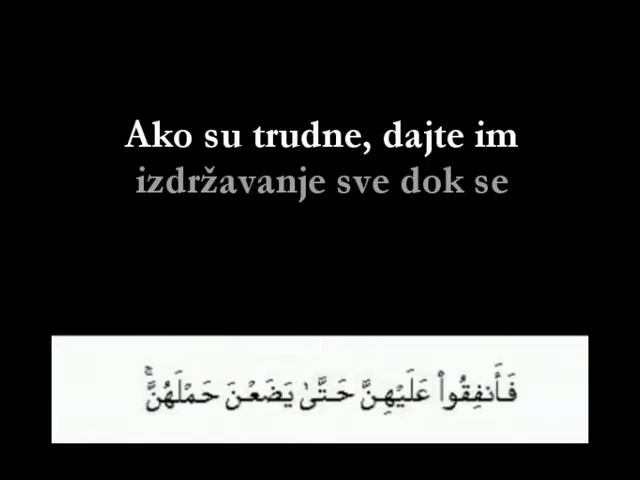 Ako su trudne, dajte im
izdržavanje sve dok se
فَأَنفِقُوا۟ عَلَيْهِنَّ حَتَّىٰ يَضَعْنَ حَمْلَهُنَّ ۚ